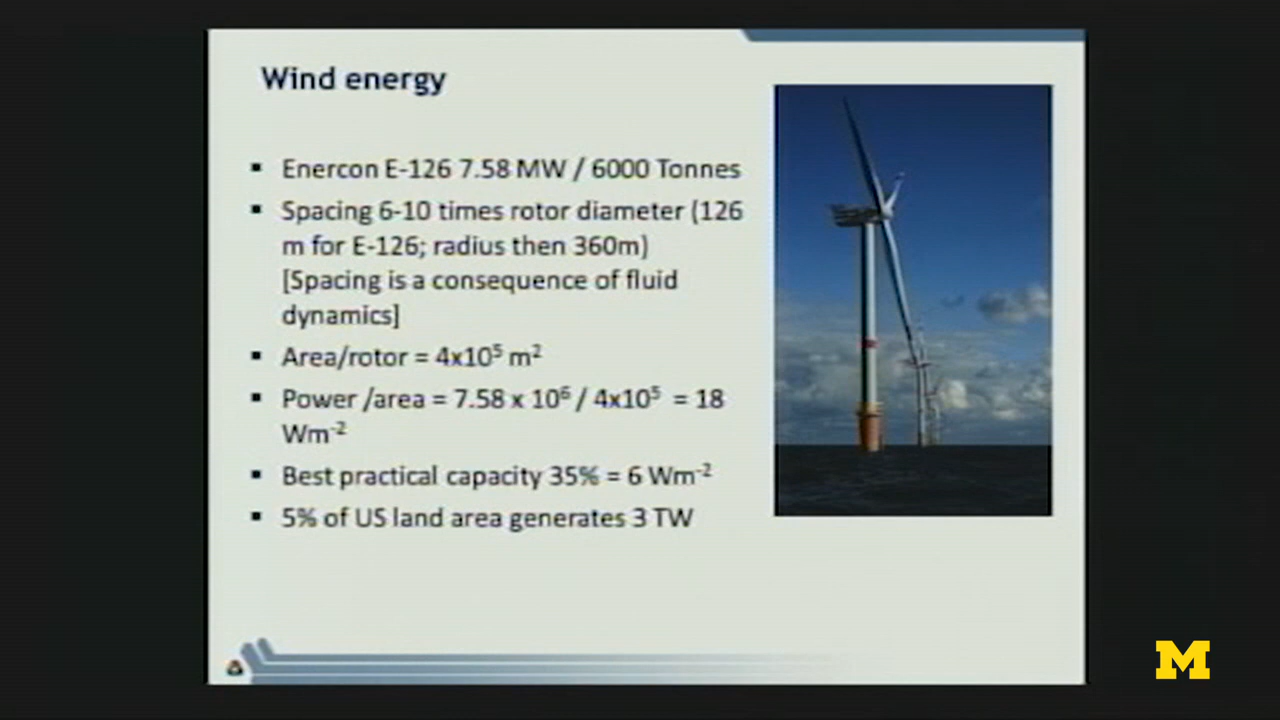 Wind energy
▪ Enercon E-126 7.58 MW / 6000 Tonnes
▪ Spacing 6-10 times rotor diameter (126
m for E-126; radius then 360m)
[Spacing is a consequence of fluid
dynamics]
▪ Area/rotor = 4x10⁵ m²
▪ Power /area = 7.58 x 10⁶ / 4x10⁵ = 18
Wm⁻²
▪ Best practical capacity 35% = 6 Wm⁻²
▪ 5% of US land area generates 3 TW
M